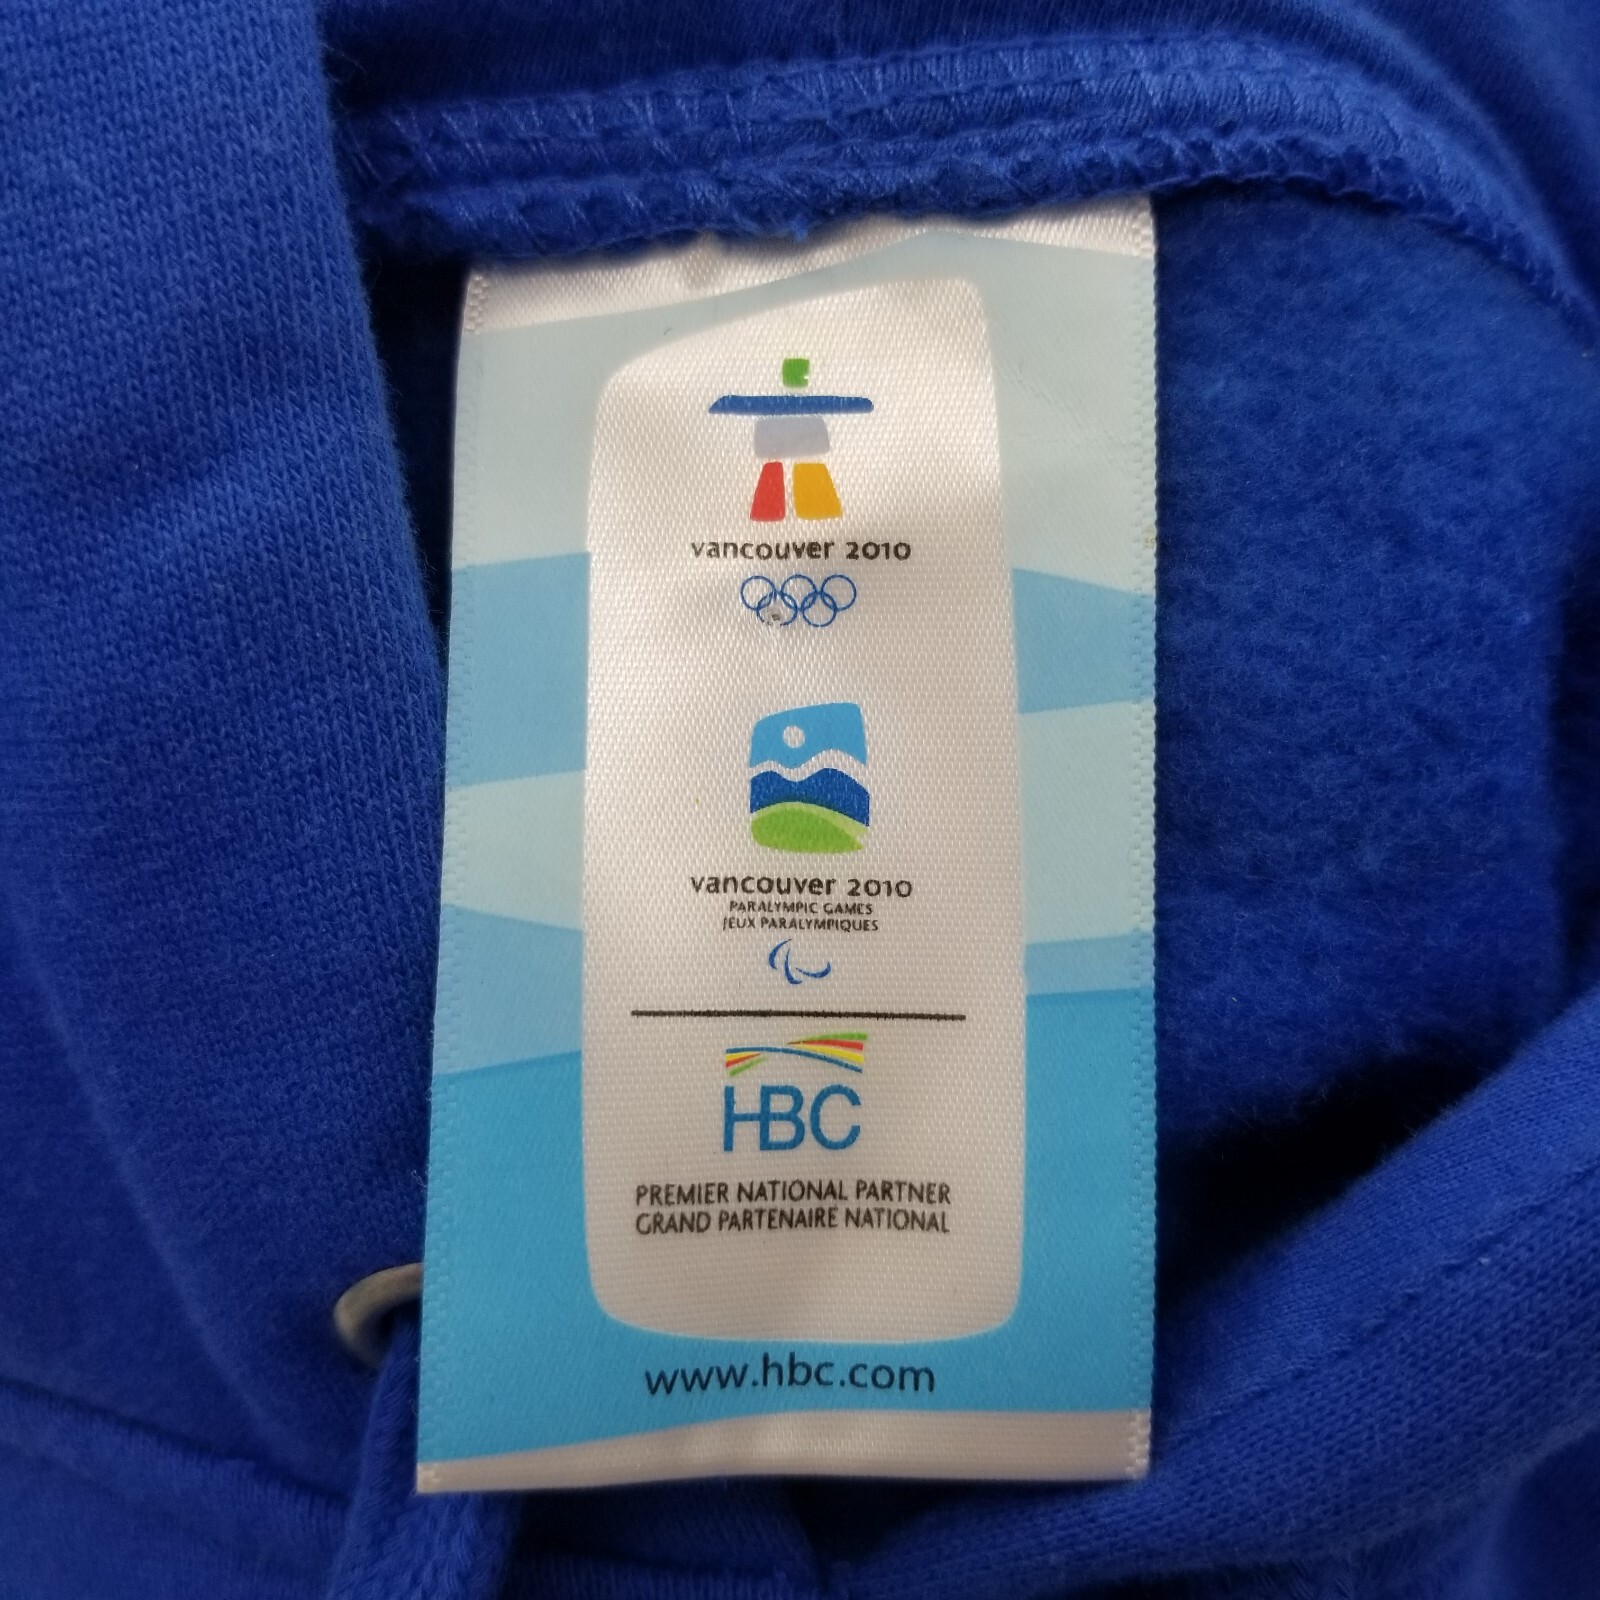 vancouver 2010
vancouver 2010
PARALYMPIC GAMES
JEUX PARALYMPIQUES
HBC
PREMIER NATIONAL PARTNER
GRAND PARTENAIRE NATIONAL
www.hbc.com